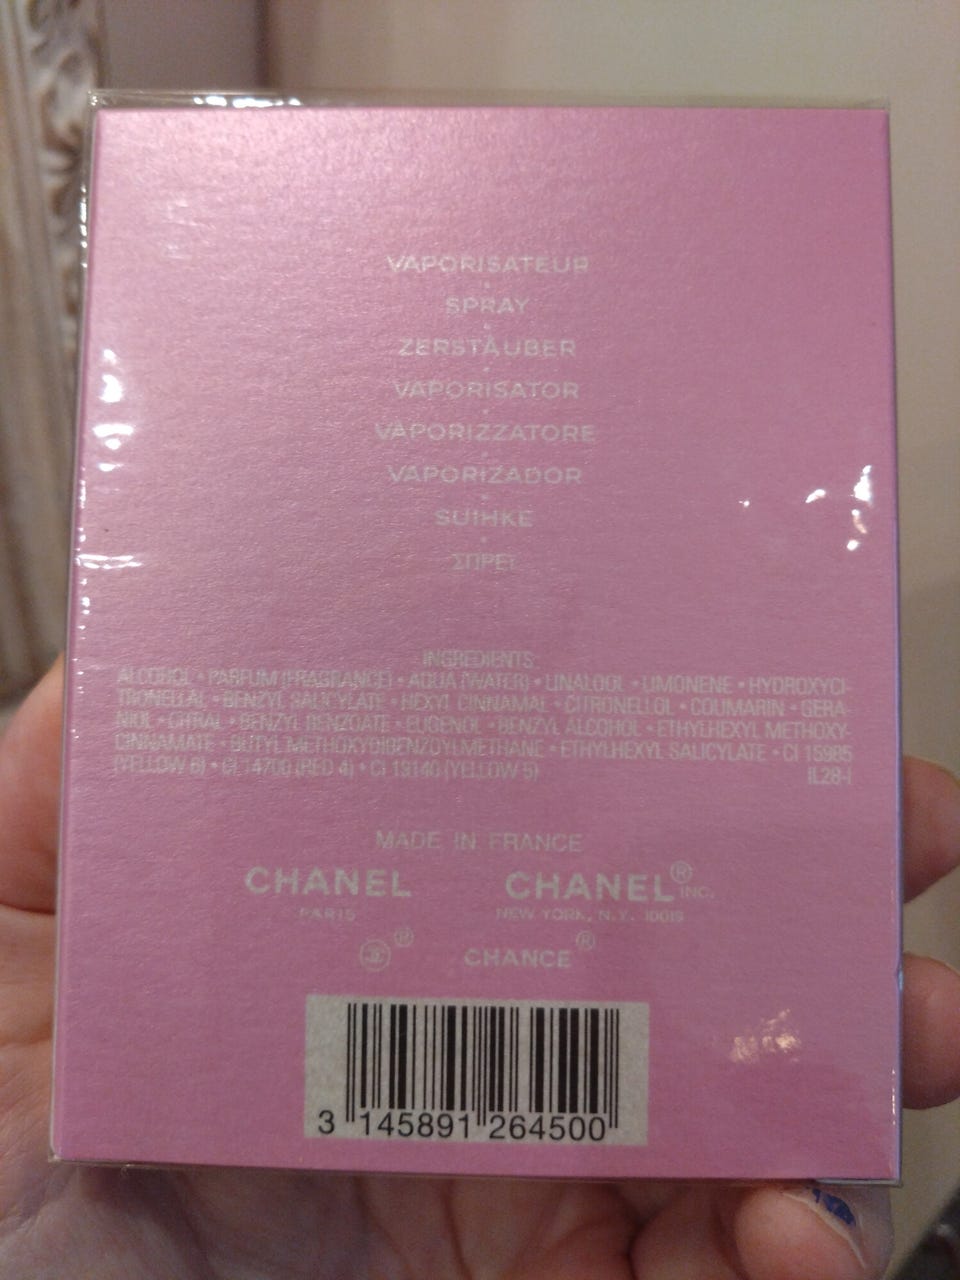 VAPORISATEUR
SPRAY
ZERSTÄUBER
VAPORISATOR
VAPORIZZATORE
VAPORIZADOR
SUIHKE
ΣΠΡΕΪ
INGREDIENTS:
ALCOHOL • PARFUM (FRAGRANCE) • AQUA (WATER) • LINALOOL • LIMONENE • HYDROXYCI-
TRONELLAL • BENZYL SALICYLATE • HEXYL CINNAMAL • CITRONELLOL • COUMARIN • GERA-
NIOL • CITRAL • BENZYL BENZOATE • EUGENOL • BENZYL ALCOHOL • ETHYLHEXYL METHOXY-
CINNAMATE • BUTYL METHOXYDIBENZOYLMETHANE • ETHYLHEXYL SALICYLATE • CI 15985
(YELLOW 6) • CI 14700 (RED 4) • CI 19140 (YELLOW 5) IL28-I
MADE IN FRANCE
CHANEL CHANEL® INC.
PARIS NEW YORK, N.Y. 10019
® CHANCE®
3 145891 264500